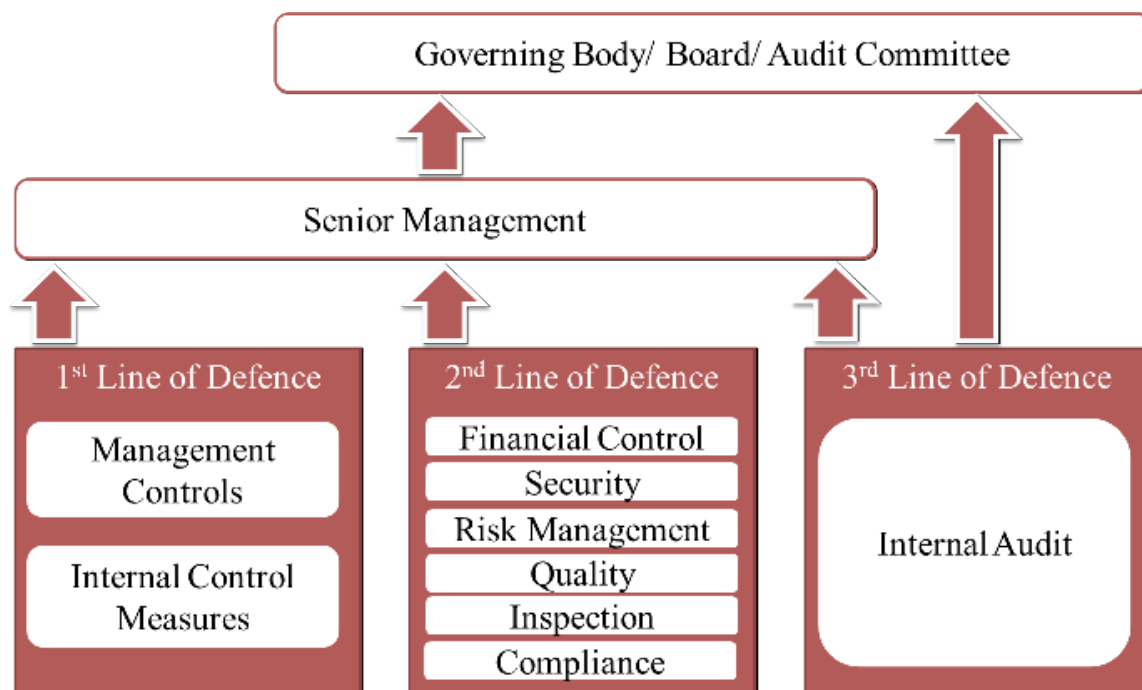 Governing Body/ Board/ Audit Committee
Senior Management
1st Line of Defence
Management
Controls
Internal Control
Measures
2nd Line of Defence
Financial Control
Security
Risk Management
Quality
Inspection
Compliance
3rd Line of Defence
Internal Audit